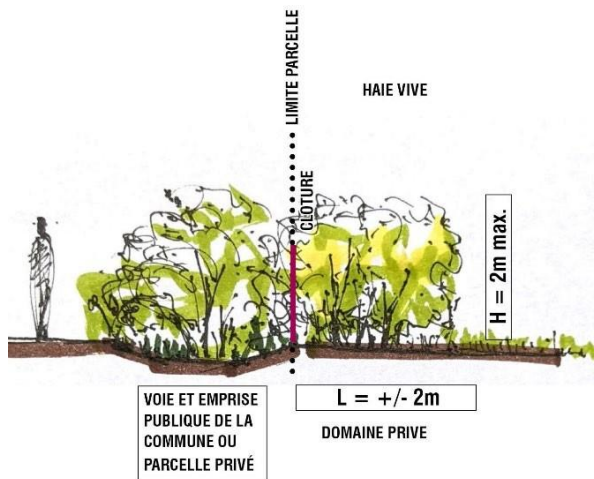 LIMITE PARCELLE
HAIE VIVE
CLOTURE
H = 2m max.
L = +/- 2m
VOIE ET EMPRISE
PUBLIQUE DE LA
COMMUNE OU
PARCELLE PRIVÉ
DOMAINE PRIVE